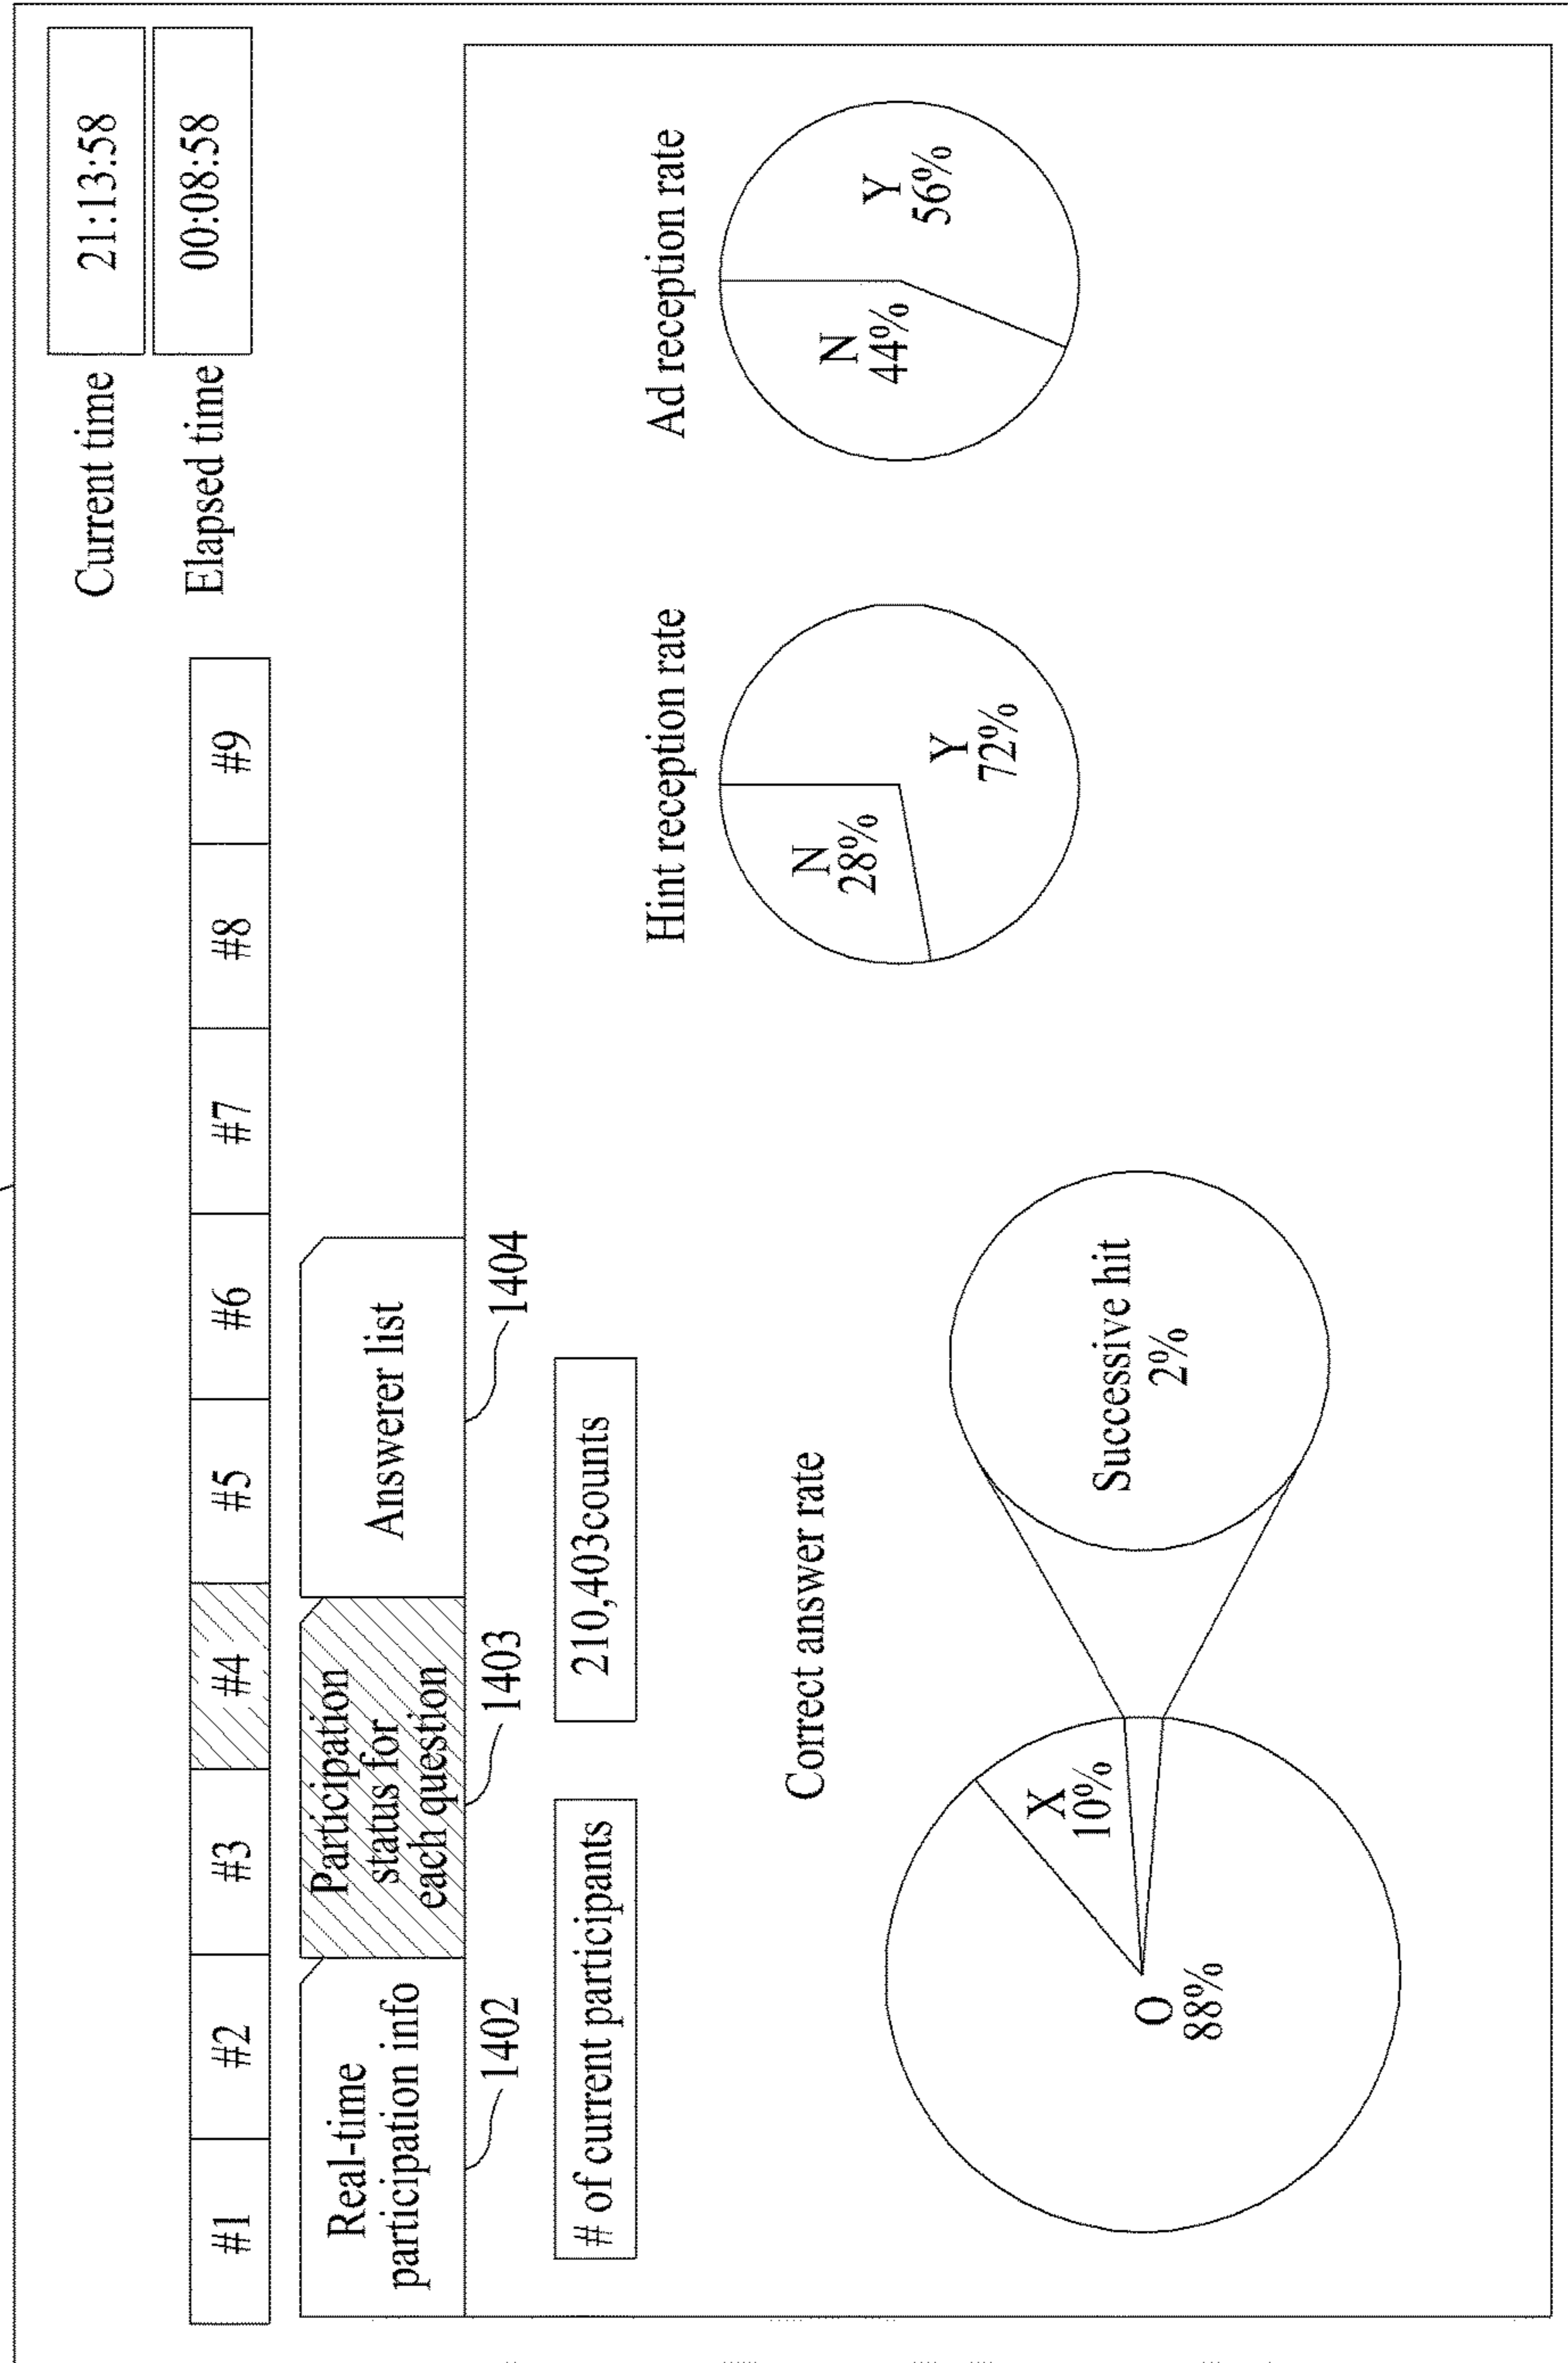 Current time
21:13:58
Elapsed time
00:08:58
#1
#2
#3
#4
#5
#6
#7
#8
#9
Real-time
participation info
Participation
status for
each question
Answerer list
1402
1403
1404
# of current participants
210,403counts
Correct answer rate
O
88%
X
10%
Successive hit
2%
Hint reception rate
N
28%
Y
72%
Ad reception rate
N
44%
Y
56%